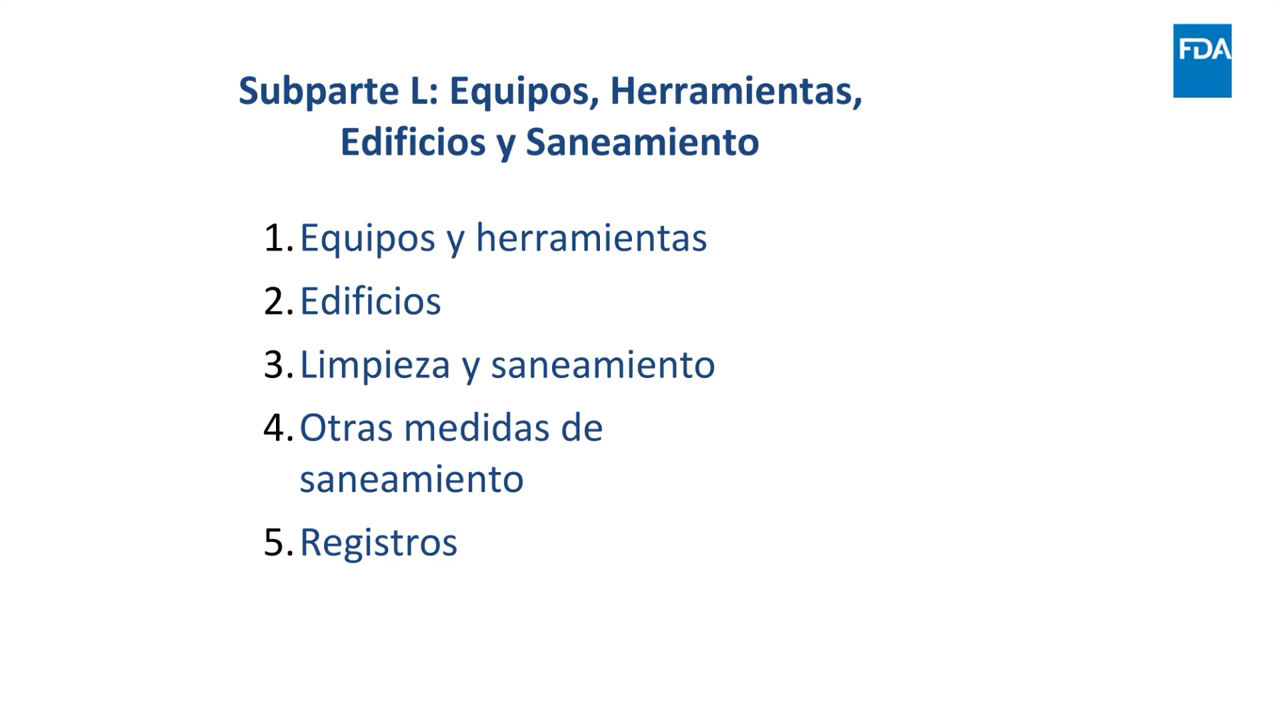 FDA
Subparte L: Equipos, Herramientas,
Edificios y Saneamiento
1. Equipos y herramientas
2. Edificios
3. Limpieza y saneamiento
4. Otras medidas de
saneamiento
5. Registros